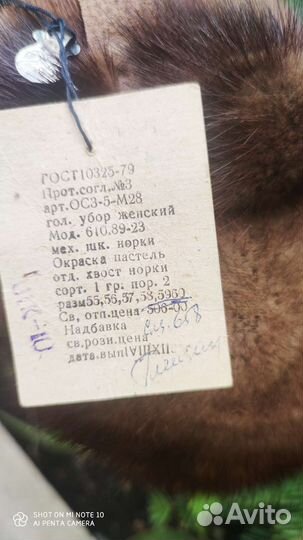 ГОСТ10325-79
Прот.согл.№3
арт.ОСЗ-5-М28
гол. убор женский
Мод. 610.89-23
мех. шк. норки
Окраска пастель
отд. хвост норки
сорт. 1 гр. пор. 2
разм55,56,57,58,5960
Св. отп.цена
Надбавка
св.розн.цена
дата.вып
SHOT ON MI NOTE 10
AI PENTA CAMERA
Avito